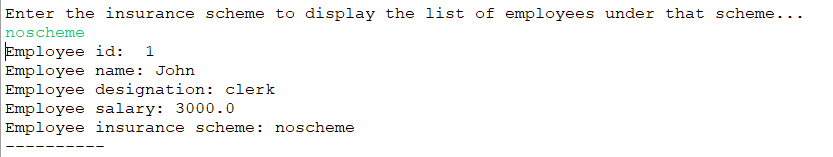 Enter the insurance scheme to display the list of employees under that scheme...
noscheme
Employee id:  1
Employee name: John
Employee designation: clerk
Employee salary: 3000.0
Employee insurance scheme: noscheme
-----------